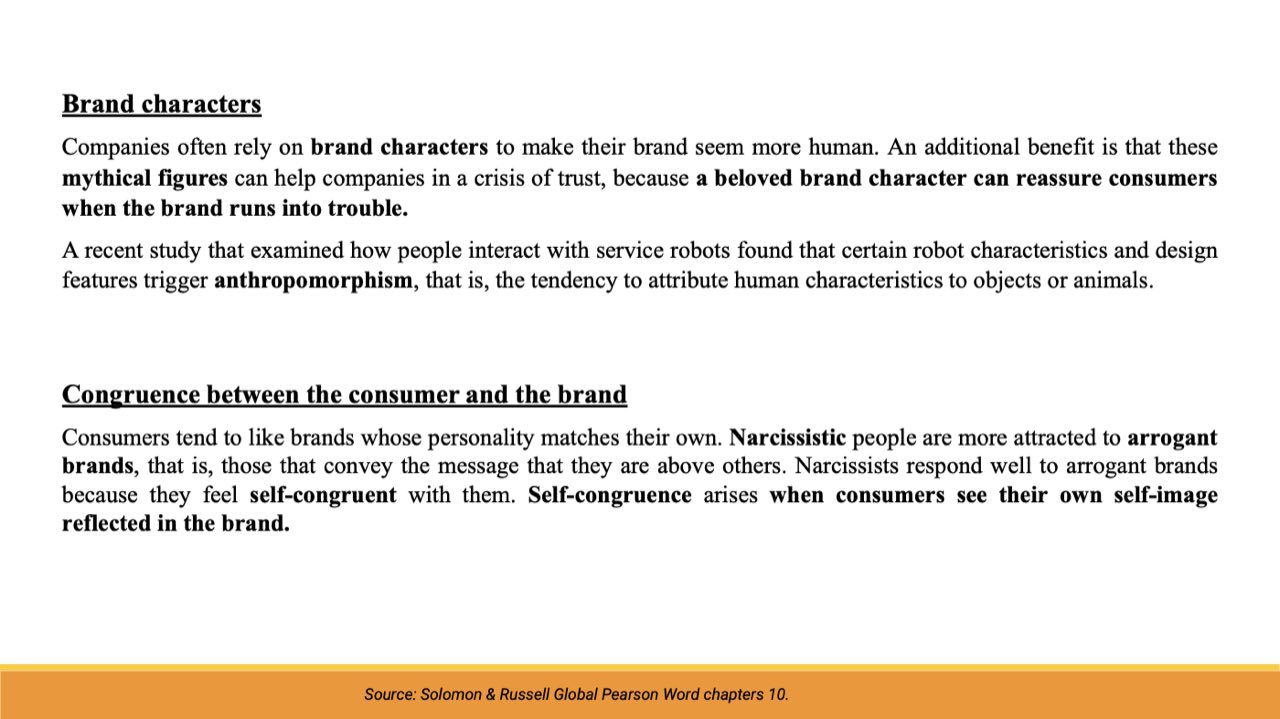 Brand characters
Companies often rely on brand characters to make their brand seem more human. An additional benefit is that these
mythical figures can help companies in a crisis of trust, because a beloved brand character can reassure consumers
when the brand runs into trouble.
A recent study that examined how people interact with service robots found that certain robot characteristics and design
features trigger anthropomorphism, that is, the tendency to attribute human characteristics to objects or animals.
Congruence between the consumer and the brand
Consumers tend to like brands whose personality matches their own. Narcissistic people are more attracted to arrogant
brands, that is, those that convey the message that they are above others. Narcissists respond well to arrogant brands
because they feel self-congruent with them. Self-congruence arises when consumers see their own self-image
reflected in the brand.
Source: Solomon & Russell Global Pearson Word chapters 10.